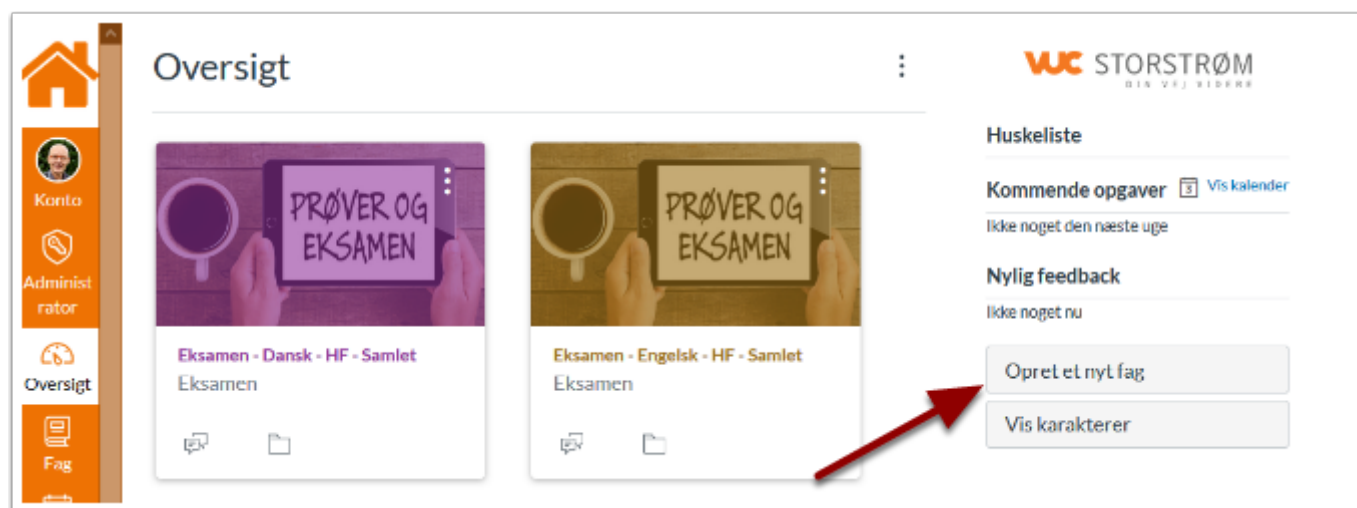 Oversigt
VUC STORSTRØM
DIN VEJ VIDERE
Konto
Administ
rator
Oversigt
Fag
PRØVER OG
EKSAMEN
Eksamen - Dansk - HF - Samlet
Eksamen
PRØVER OG
EKSAMEN
Eksamen - Engelsk - HF - Samlet
Eksamen
Huskeliste
Kommende opgaver
Vis kalender
Ikke noget den næste uge
Nylig feedback
Ikke noget nu
Opret et nyt fag
Vis karakterer